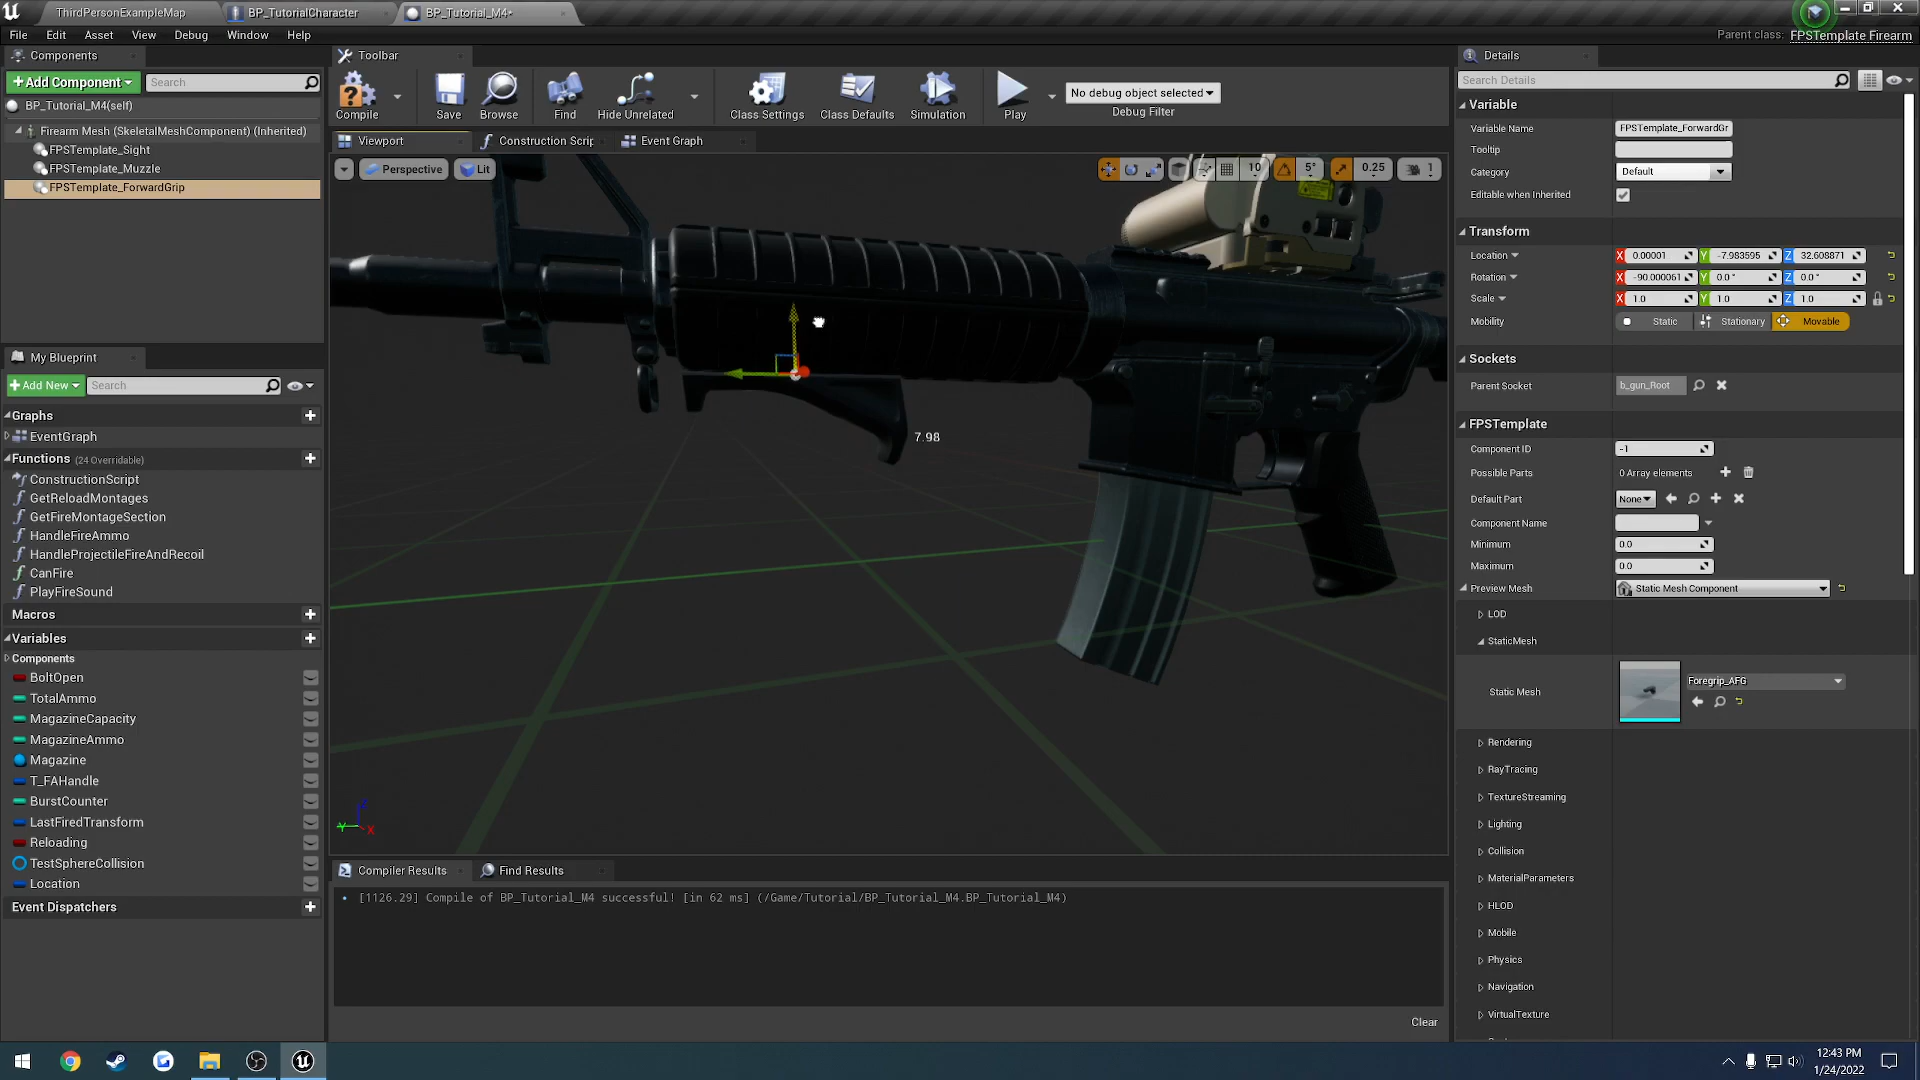 ThirdPersonExampleMap
BP_TutorialCharacter
BP_Tutorial_M4*
File Edit Asset View Debug Window Help
Parent class: FPSTemplate Firearm
Components
Toolbar
Details
+Add Component
Search
Search Details
BP_Tutorial_M4(self)
Firearm Mesh (SkeletalMeshComponent) (Inherited)
FPSTemplate_Sight
FPSTemplate_Muzzle
FPSTemplate_ForwardGrip
Compile
Save
Browse
Find
Hide Unrelated
Class Settings
Class Defaults
Simulation
Play
No debug object selected
Debug Filter
Viewport
Construction Scrip
Event Graph
Perspective
Lit
10
5°
0.25
1
7.98
Z
Y
X
Variable
Variable Name FPSTemplate_ForwardGr
Tooltip
Category Default
Editable when Inherited
Transform
Location X 0.00001 Y -7.983595 Z 32.608871
Rotation X -90.000061 Y 0.0 ° Z 0.0 °
Scale X 1.0 Y 1.0 Z 1.0
Mobility Static Stationary Movable
Sockets
Parent Socket b_gun_Root
FPSTemplate
Component ID -1
Possible Parts 0 Array elements
Default Part None
Component Name
Minimum 0.0
Maximum 0.0
Preview Mesh Static Mesh Component
LOD
StaticMesh
Static Mesh Foregrip_AFG
Rendering
RayTracing
TextureStreaming
Lighting
Collision
MaterialParameters
HLOD
Mobile
Physics
Navigation
VirtualTexture
My Blueprint
+Add New
Search
Graphs
EventGraph
Functions (24 Overridable)
ConstructionScript
GetReloadMontages
GetFireMontageSection
HandleFireAmmo
HandleProjectileFireAndRecoil
CanFire
PlayFireSound
Macros
Variables
Components
BoltOpen
TotalAmmo
MagazineCapacity
MagazineAmmo
Magazine
T_FAHandle
BurstCounter
LastFiredTransform
Reloading
TestSphereCollision
Location
Event Dispatchers
Compiler Results
Find Results
[1126.29] Compile of BP_Tutorial_M4 successful! [in 62 ms] (/Game/Tutorial/BP_Tutorial_M4.BP_Tutorial_M4)
Clear
12:43 PM
1/24/2022